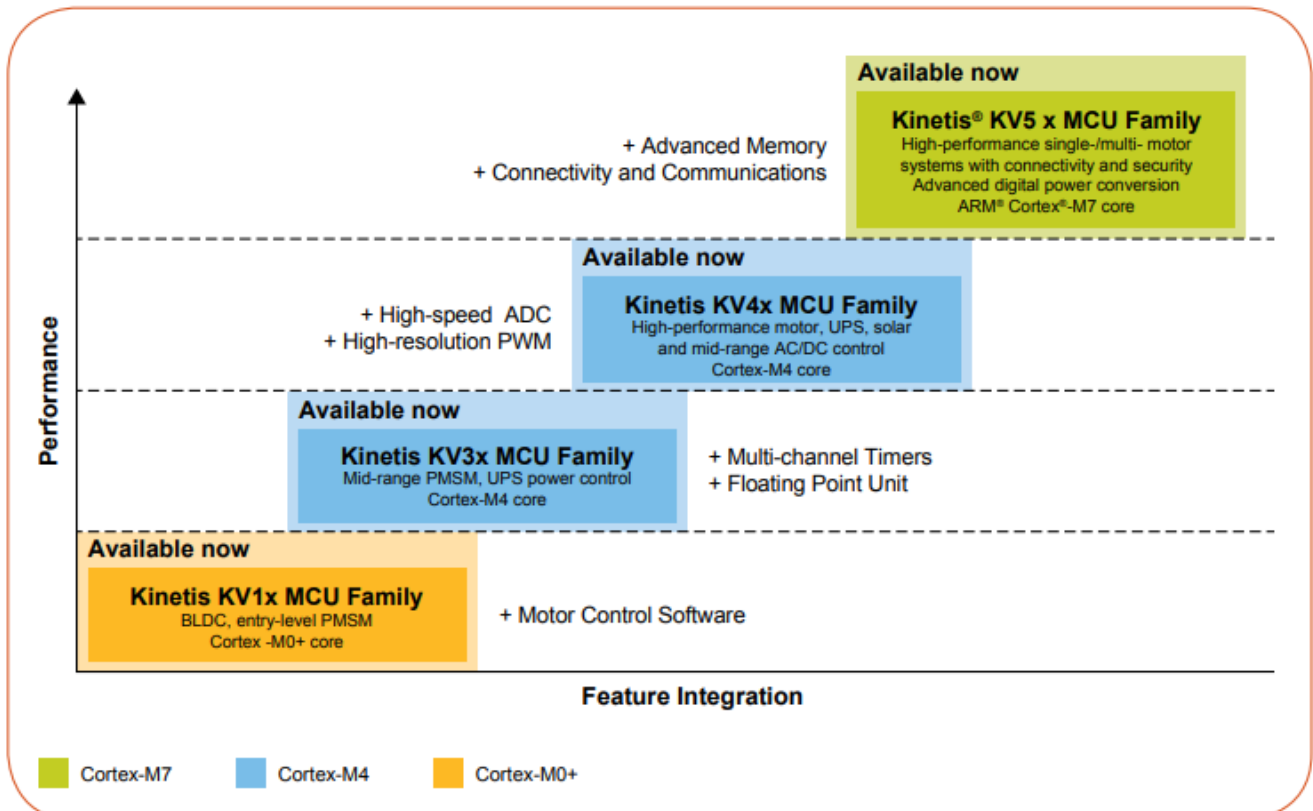 Available now
Kinetis® KV5 x MCU Family
High-performance single-/multi- motor
systems with connectivity and security
Advanced digital power conversion
ARM® Cortex®-M7 core
+ Advanced Memory
+ Connectivity and Communications
Available now
Kinetis KV4x MCU Family
High-performance motor, UPS, solar
and mid-range AC/DC control
Cortex-M4 core
+ High-speed ADC
+ High-resolution PWM
Available now
Kinetis KV3x MCU Family
Mid-range PMSM, UPS power control
Cortex-M4 core
+ Multi-channel Timers
+ Floating Point Unit
Available now
Kinetis KV1x MCU Family
BLDC, entry-level PMSM
Cortex -M0+ core
+ Motor Control Software
Performance
Feature Integration
Cortex-M7
Cortex-M4
Cortex-M0+